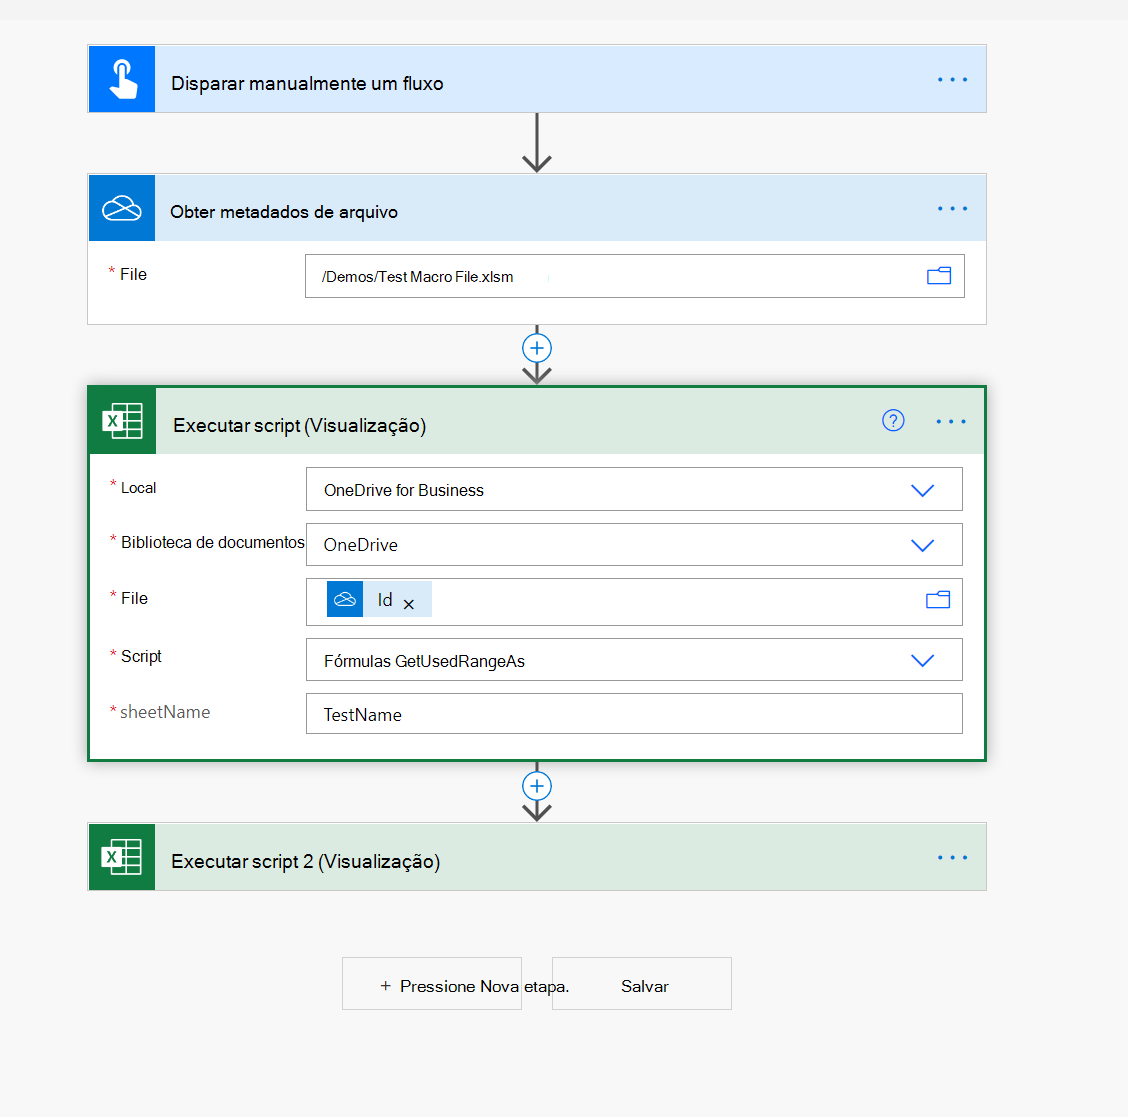 Disparar manualmente um fluxo
Obter metadados de arquivo
* File
/Demos/Test Macro File.xlsm
X
Executar script (Visualização)
?
* Local
OneDrive for Business
* Biblioteca de documentos
OneDrive
* File
Id ×
* Script
Fórmulas GetUsedRangeAs
* sheetName
TestName
X
Executar script 2 (Visualização)
+ Pressione Nova etapa.
Salvar